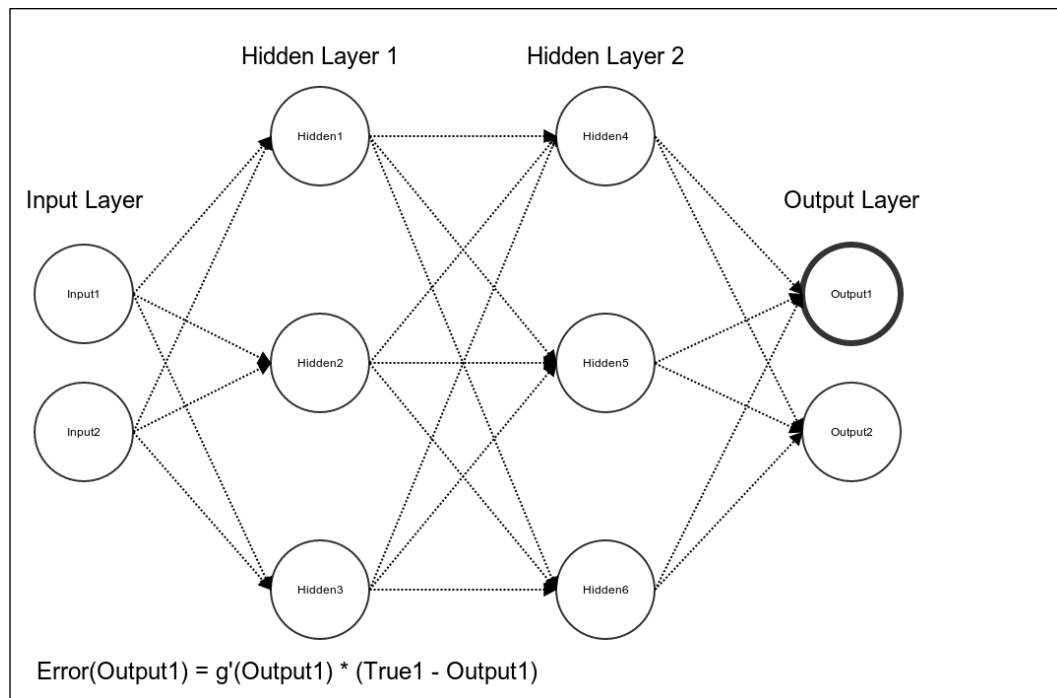 Hidden Layer 1
Hidden Layer 2
Hidden1
Hidden4
Input Layer
Output Layer
Input1
Output1
Hidden2
Hidden5
Input2
Output2
Hidden3
Hidden6
Error(Output1) = g'(Output1) * (True1 - Output1)